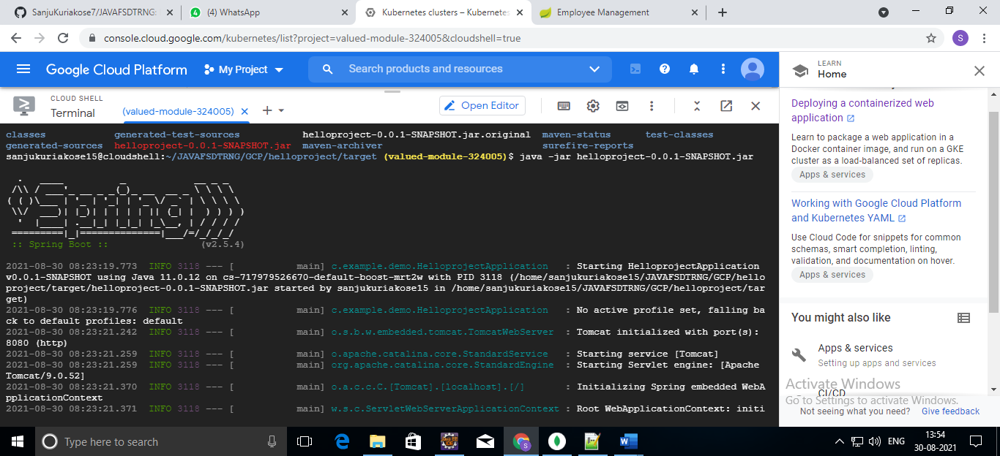 SanjuKuriakose7/JAVAFSDTRNG:
(4) WhatsApp
Kubernetes clusters – Kubernetes
Employee Management
console.cloud.google.com/kubernetes/list?project=valued-module-324005&cloudshell=true
S
Google Cloud Platform
My Project
Search products and resources
LEARN
Home
CLOUD SHELL
Terminal
(valued-module-324005)
Open Editor
classes generated-test-sources helloproject-0.0.1-SNAPSHOT.jar.original maven-status test-classes
generated-sources helloproject-0.0.1-SNAPSHOT.jar maven-archiver surefire-reports
sanjukuriakose15@cloudshell:~/JAVAFSDTRNG/GCP/helloproject/target (valued-module-324005)$ java -jar helloproject-0.0.1-SNAPSHOT.jar
Spring
:: Spring Boot :: (v2.5.4)
2021-08-30 08:23:19.773 INFO 3118 --- [ main] c.example.demo.HelloprojectApplication : Starting HelloprojectApplication
v0.0.1-SNAPSHOT using Java 11.0.12 on cs-717979526670-default-boost-mrt2w with PID 3118 (/home/sanjukuriakose15/JAVAFSDTRNG/GCP/hello
project/target/helloproject-0.0.1-SNAPSHOT.jar started by sanjukuriakose15 in /home/sanjukuriakose15/JAVAFSDTRNG/GCP/helloproject/tar
get)
2021-08-30 08:23:19.776 INFO 3118 --- [ main] c.example.demo.HelloprojectApplication : No active profile set, falling ba
ck to default profiles: default
2021-08-30 08:23:21.242 INFO 3118 --- [ main] o.s.b.w.embedded.tomcat.TomcatWebServer : Tomcat initialized with port(s):
8080 (http)
2021-08-30 08:23:21.259 INFO 3118 --- [ main] o.apache.catalina.core.StandardService : Starting service [Tomcat]
2021-08-30 08:23:21.259 INFO 3118 --- [ main] org.apache.catalina.core.StandardEngine : Starting Servlet engine: [Apache
Tomcat/9.0.52]
2021-08-30 08:23:21.370 INFO 3118 --- [ main] o.a.c.c.C.[Tomcat].[localhost].[/] : Initializing Spring embedded WebA
pplicationContext
2021-08-30 08:23:21.371 INFO 3118 --- [ main] w.s.c.ServletWebServerApplicationContext : Root WebApplicationContext: initi
Deploying a containerized web
application
Learn to package a web application in a
Docker container image, and run on a GKE
cluster as a load-balanced set of replicas.
Apps & services
Working with Google Cloud Platform
and Kubernetes YAML
Use Cloud Code for snippets for common
schemas, smart completion, linting,
validation, and documentation on hover.
Apps & services
You might also like
Apps & services
Setting up apps and services
Activate Windows
CI/CD
Go to Settings to activate Windows.
Not seeing what you need? Give feedback
Type here to search
ENG
13:54
30-08-2021